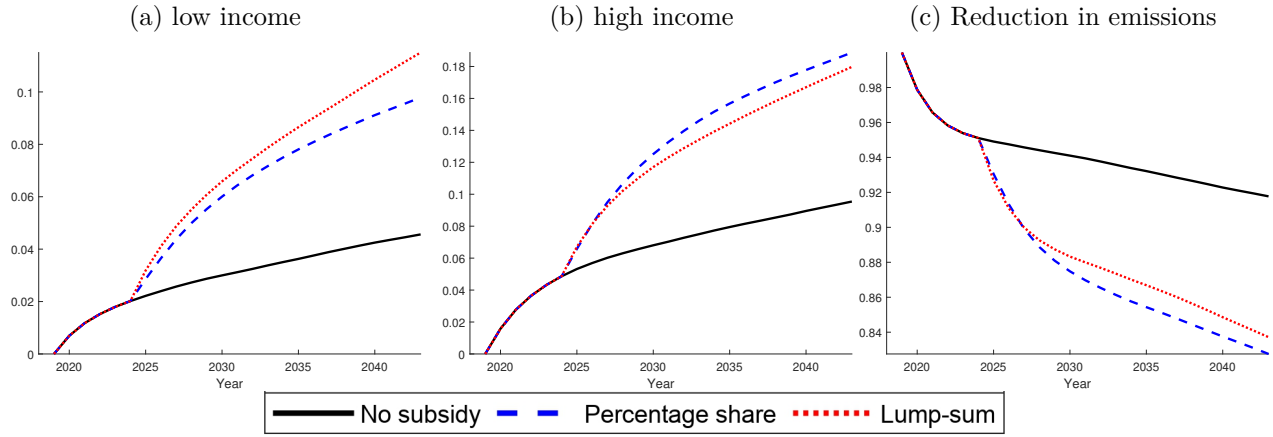 (a) low income
0.1
0.08
0.06
0.04
0.02
0
2020 2025 2030 2035 2040
Year
(b) high income
0.18
0.16
0.14
0.12
0.1
0.08
0.06
0.04
0.02
0
2020 2025 2030 2035 2040
Year
(c) Reduction in emissions
0.98
0.96
0.94
0.92
0.9
0.88
0.86
0.84
2020 2025 2030 2035 2040
Year
No subsidy Percentage share Lump-sum